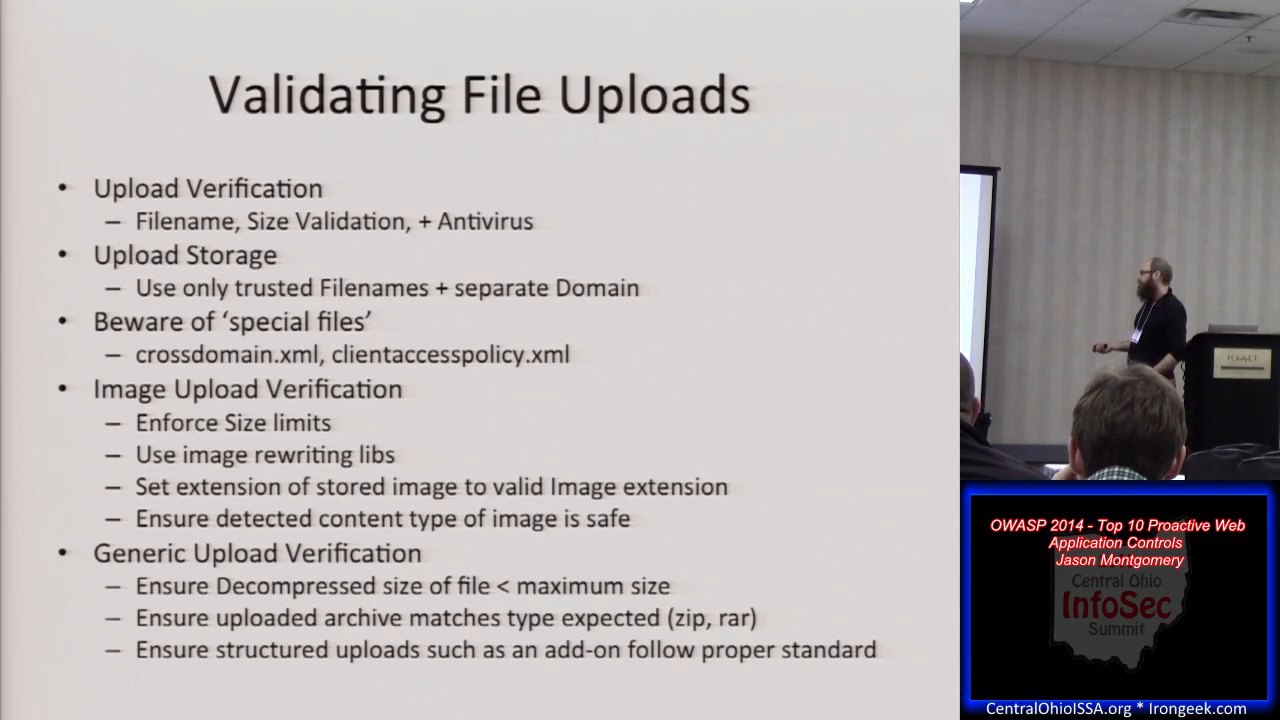 Validating File Uploads
• Upload Verification
– Filename, Size Validation, + Antivirus
• Upload Storage
– Use only trusted Filenames + separate Domain
• Beware of ‘special files’
– crossdomain.xml, clientaccesspolicy.xml
• Image Upload Verification
– Enforce Size limits
– Use image rewriting libs
– Set extension of stored image to valid Image extension
– Ensure detected content type of image is safe
• Generic Upload Verification
– Ensure Decompressed size of file < maximum size
– Ensure uploaded archive matches type expected (zip, rar)
– Ensure structured uploads such as an add-on follow proper standard
HYATT
OWASP 2014 - Top 10 Proactive Web
Application Controls
Jason Montgomery
Central Ohio
InfoSec
Summit
CentralOhioISSA.org * Irongeek.com